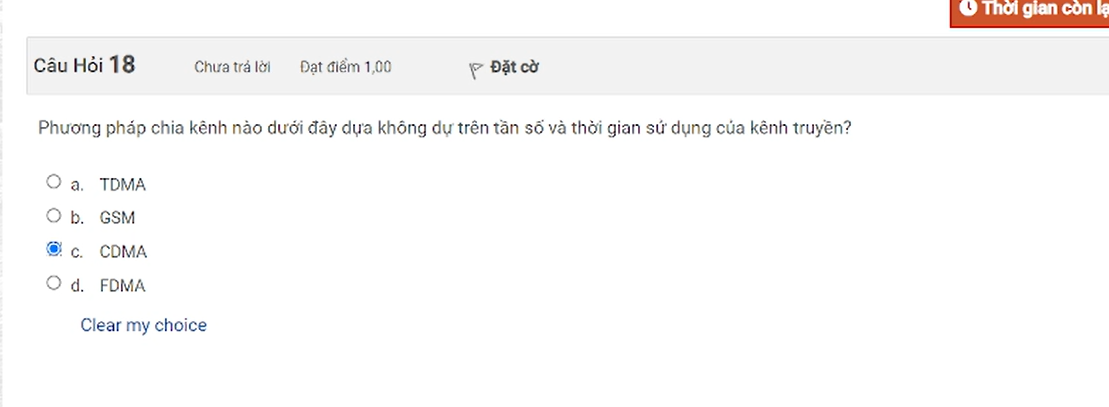 Thời gian còn lạ
Câu Hỏi 18 Chưa trả lời Đạt điểm 1,00 Đặt cờ
Phương pháp chia kênh nào dưới đây dựa không dự trên tần số và thời gian sử dụng của kênh truyền?
a. TDMA
b. GSM
c. CDMA
d. FDMA
Clear my choice